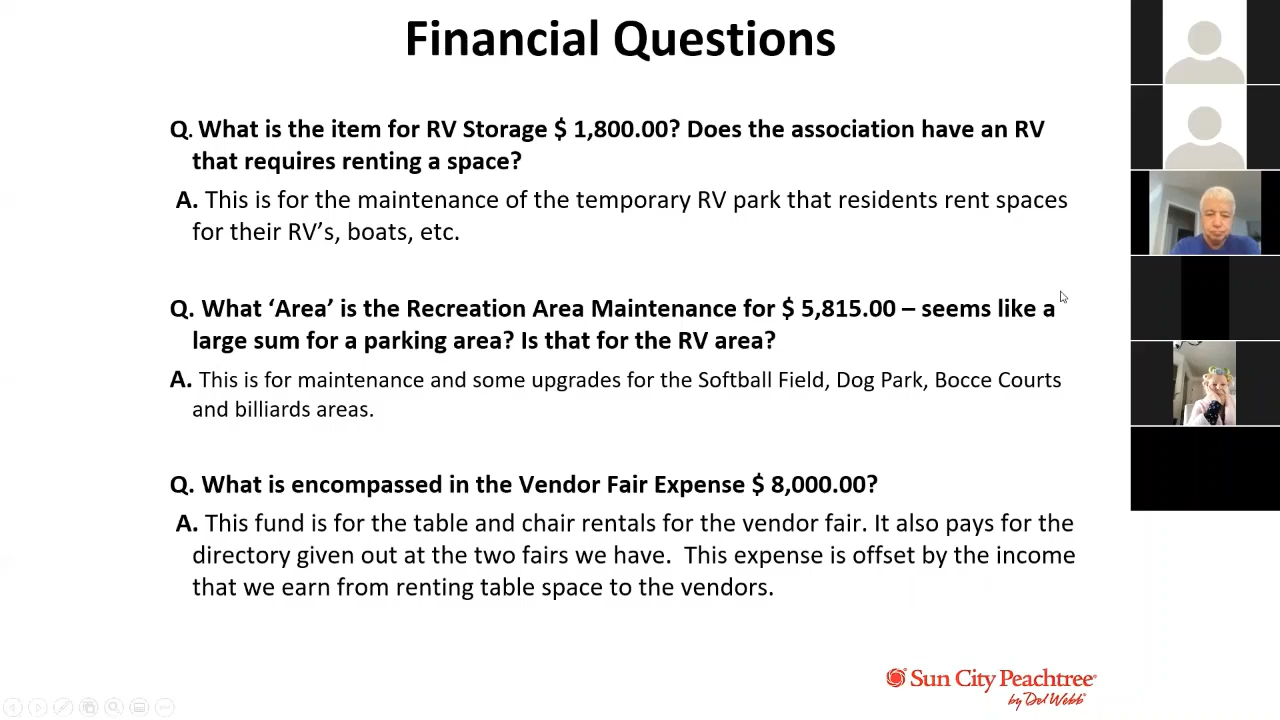 Financial Questions
Q. What is the item for RV Storage $ 1,800.00? Does the association have an RV
that requires renting a space?
A. This is for the maintenance of the temporary RV park that residents rent spaces
for their RV’s, boats, etc.
Q. What ‘Area’ is the Recreation Area Maintenance for $ 5,815.00 – seems like a
large sum for a parking area? Is that for the RV area?
A. This is for maintenance and some upgrades for the Softball Field, Dog Park, Bocce Courts
and billiards areas.
Q. What is encompassed in the Vendor Fair Expense $ 8,000.00?
A. This fund is for the table and chair rentals for the vendor fair. It also pays for the
directory given out at the two fairs we have.  This expense is offset by the income
that we earn from renting table space to the vendors.
Sun City Peachtree®
by Del Webb®